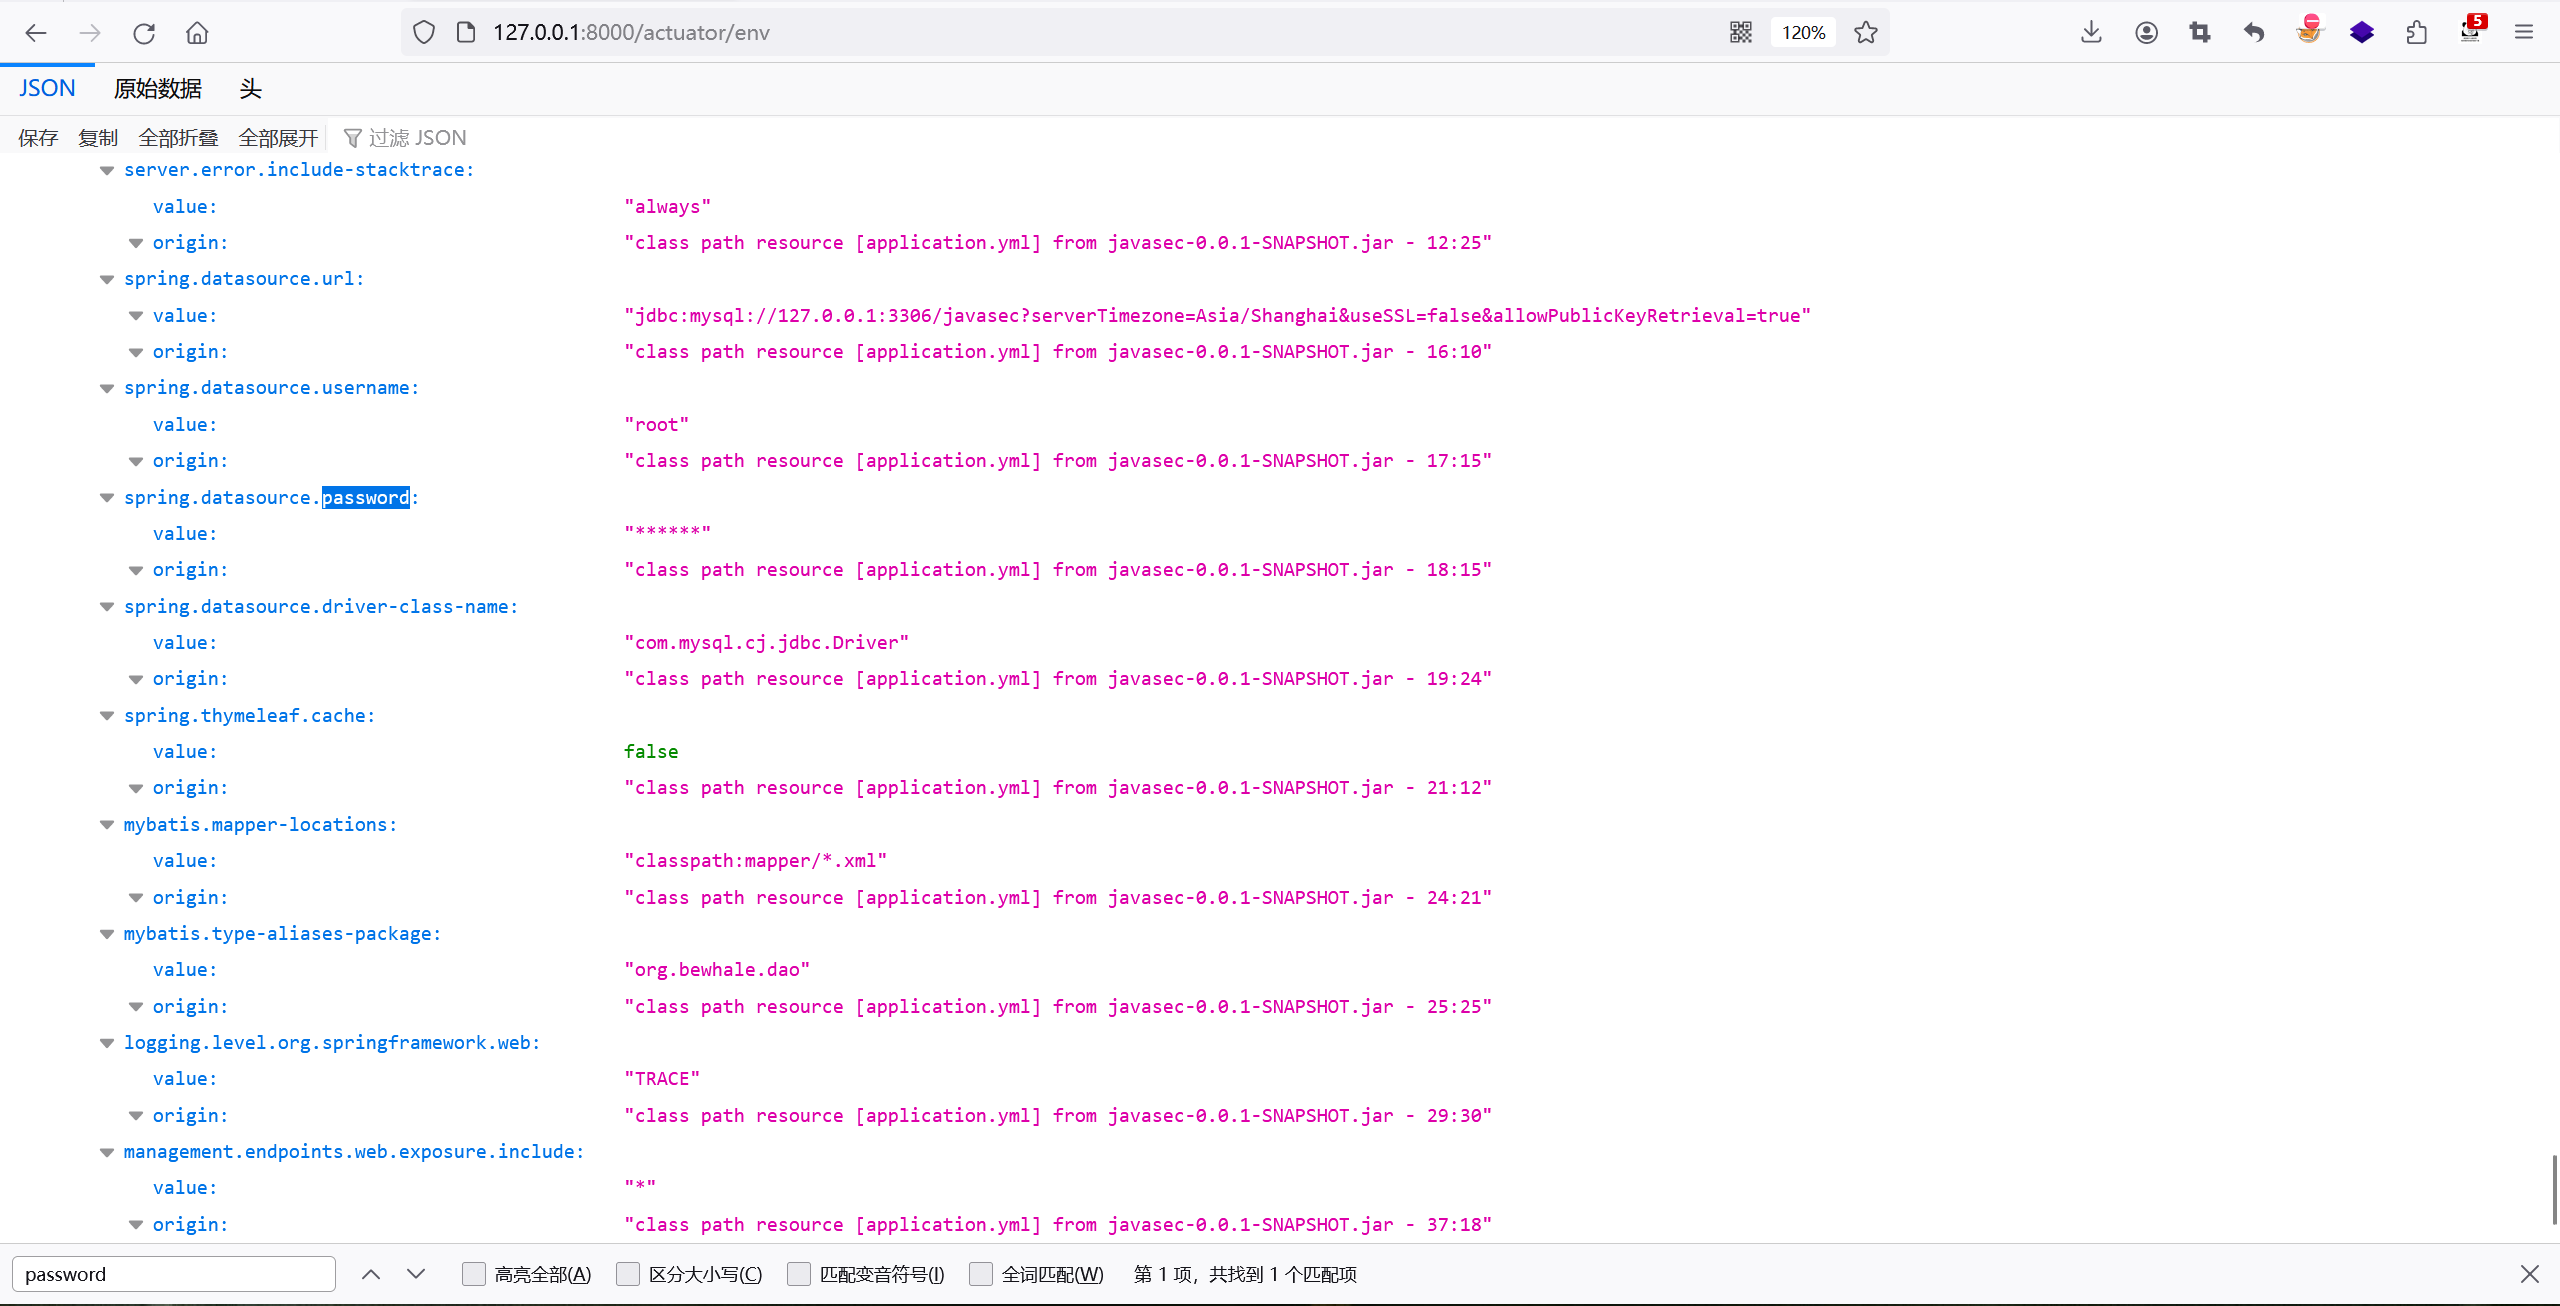 127.0.0.1:8000/actuator/env
120%
5
JSON 原始数据 头
保存 复制 全部折叠 全部展开 过滤 JSON
server.error.include-stacktrace:
value: "always"
origin: "class path resource [application.yml] from javasec-0.0.1-SNAPSHOT.jar - 12:25"
spring.datasource.url:
value: "jdbc:mysql://127.0.0.1:3306/javasec?serverTimezone=Asia/Shanghai&useSSL=false&allowPublicKeyRetrieval=true"
origin: "class path resource [application.yml] from javasec-0.0.1-SNAPSHOT.jar - 16:10"
spring.datasource.username:
value: "root"
origin: "class path resource [application.yml] from javasec-0.0.1-SNAPSHOT.jar - 17:15"
spring.datasource.password:
value: "******"
origin: "class path resource [application.yml] from javasec-0.0.1-SNAPSHOT.jar - 18:15"
spring.datasource.driver-class-name:
value: "com.mysql.cj.jdbc.Driver"
origin: "class path resource [application.yml] from javasec-0.0.1-SNAPSHOT.jar - 19:24"
spring.thymeleaf.cache:
value: false
origin: "class path resource [application.yml] from javasec-0.0.1-SNAPSHOT.jar - 21:12"
mybatis.mapper-locations:
value: "classpath:mapper/*.xml"
origin: "class path resource [application.yml] from javasec-0.0.1-SNAPSHOT.jar - 24:21"
mybatis.type-aliases-package:
value: "org.bewhale.dao"
origin: "class path resource [application.yml] from javasec-0.0.1-SNAPSHOT.jar - 25:25"
logging.level.org.springframework.web:
value: "TRACE"
origin: "class path resource [application.yml] from javasec-0.0.1-SNAPSHOT.jar - 29:30"
management.endpoints.web.exposure.include:
value: "*"
origin: "class path resource [application.yml] from javasec-0.0.1-SNAPSHOT.jar - 37:18"
password 高亮全部(A) 区分大小写(C) 匹配变音符号(I) 全词匹配(W) 第 1 项，共找到 1 个匹配项